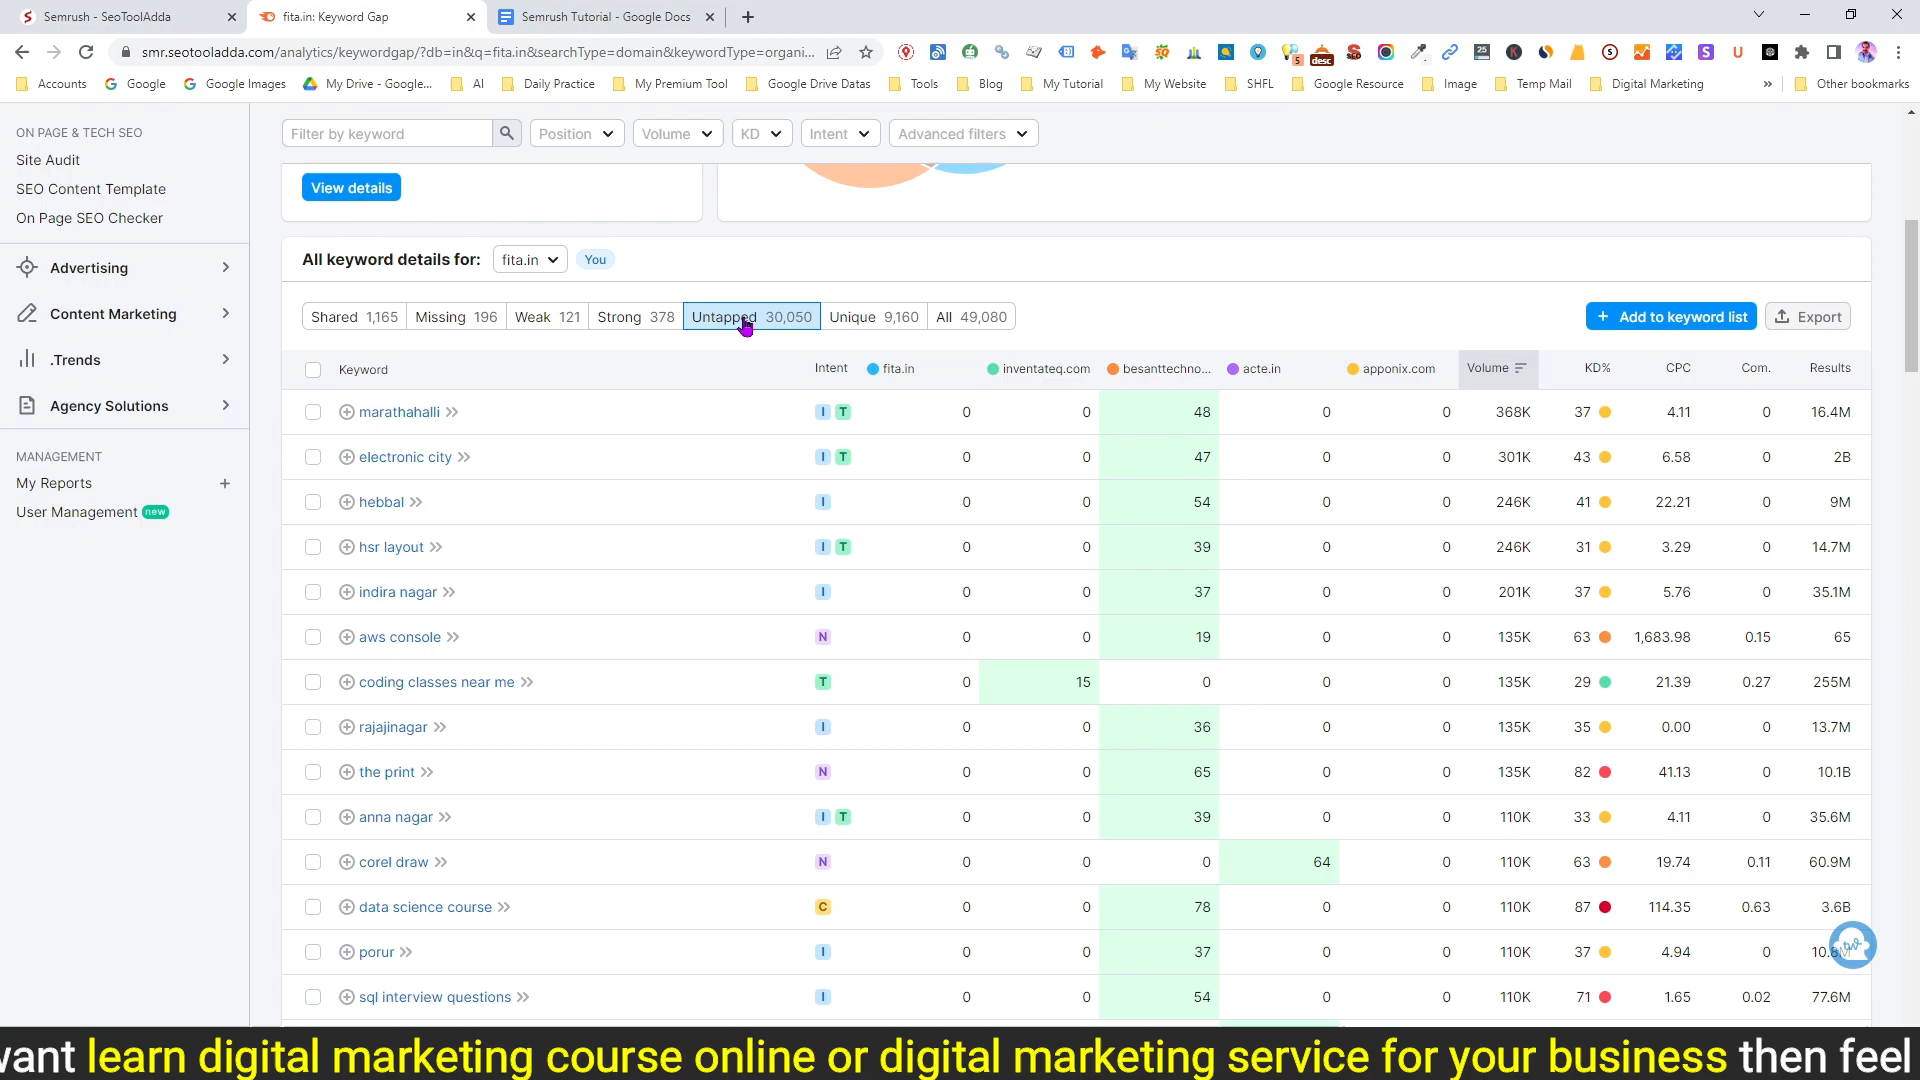 Semrush - SeoToolAdda
fita.in: Keyword Gap
Semrush Tutorial - Google Docs
smr.seotooladda.com/analytics/keywordgap/?db=in&q=fita.in&searchType=domain&keywordType=organi...
Accounts Google Google Images My Drive - Google... AI Daily Practice My Premium Tool Google Drive Datas Tools Blog My Tutorial My Website SHFL Google Resource Image Temp Mail Digital Marketing » Other bookmarks
ON PAGE & TECH SEO
Site Audit
SEO Content Template
On Page SEO Checker
Advertising
Content Marketing
.Trends
Agency Solutions
MANAGEMENT
My Reports +
User Management new
Filter by keyword Position Volume KD Intent Advanced filters
View details
All keyword details for: fita.in You
Shared 1,165 Missing 196 Weak 121 Strong 378 Untapped 30,050 Unique 9,160 All 49,080
+ Add to keyword list Export
Keyword Intent fita.in inventateq.com besanttechno... acte.in apponix.com Volume KD% CPC Com. Results
marathahalli I T 0 0 48 0 0 368K 37 4.11 0 16.4M
electronic city I T 0 0 47 0 0 301K 43 6.58 0 2B
hebbal I 0 0 54 0 0 246K 41 22.21 0 9M
hsr layout I T 0 0 39 0 0 246K 31 3.29 0 14.7M
indira nagar I 0 0 37 0 0 201K 37 5.76 0 35.1M
aws console N 0 0 19 0 0 135K 63 1,683.98 0.15 65
coding classes near me T 0 15 0 0 0 135K 29 21.39 0.27 255M
rajajinagar I 0 0 36 0 0 135K 35 0.00 0 13.7M
the print N 0 0 65 0 0 135K 82 41.13 0 10.1B
anna nagar I T 0 0 39 0 0 110K 33 4.11 0 35.6M
corel draw N 0 0 0 64 0 110K 63 19.74 0.11 60.9M
data science course C 0 0 78 0 0 110K 87 114.35 0.63 3.6B
porur I 0 0 37 0 0 110K 37 4.94 0
sql interview questions I 0 0 54 0 0 110K 71 1.65 0.02 77.6M
want learn digital marketing course online or digital marketing service for your business then feel